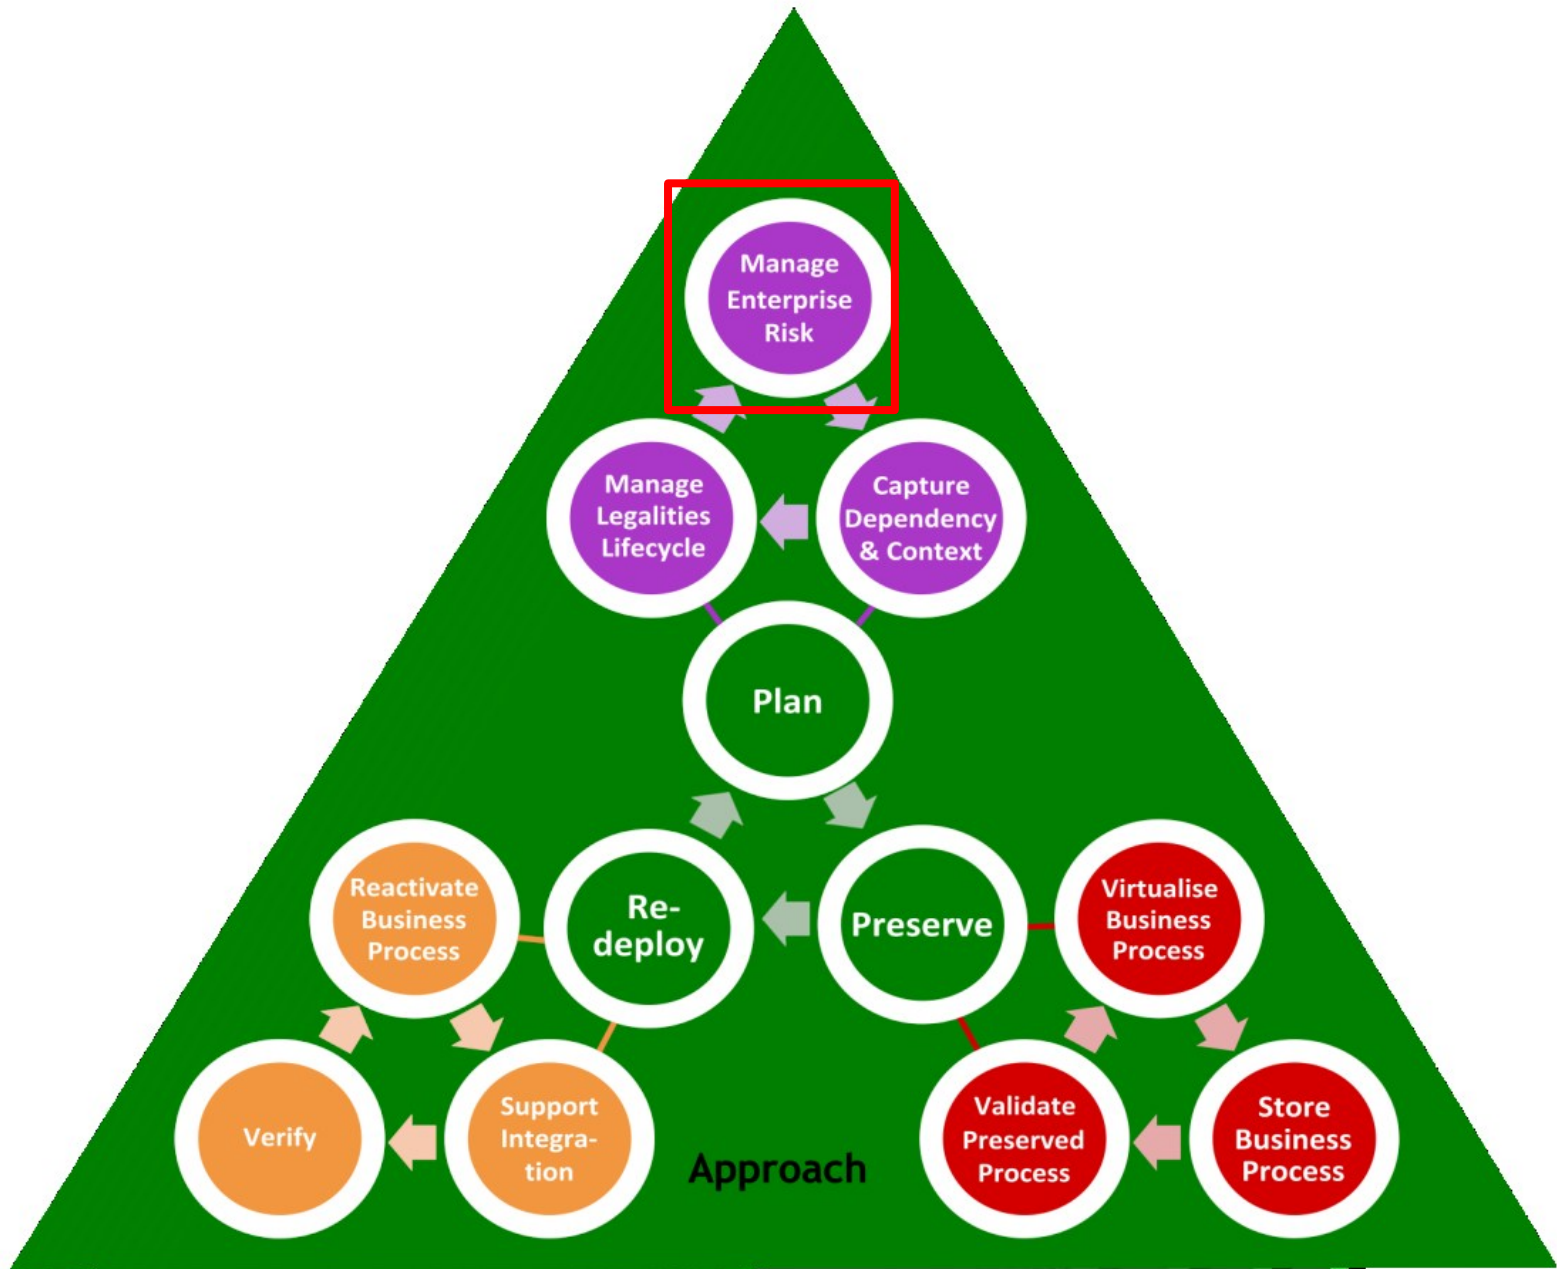 Manage
Enterprise
Risk
Manage
Legalities
Lifecycle
Capture
Dependency
& Context
Plan
Reactivate
Business
Process
Re-
deploy
Preserve
Virtualise
Business
Process
Verify
Support
Integra-
tion
Approach
Validate
Preserved
Process
Store
Business
Process